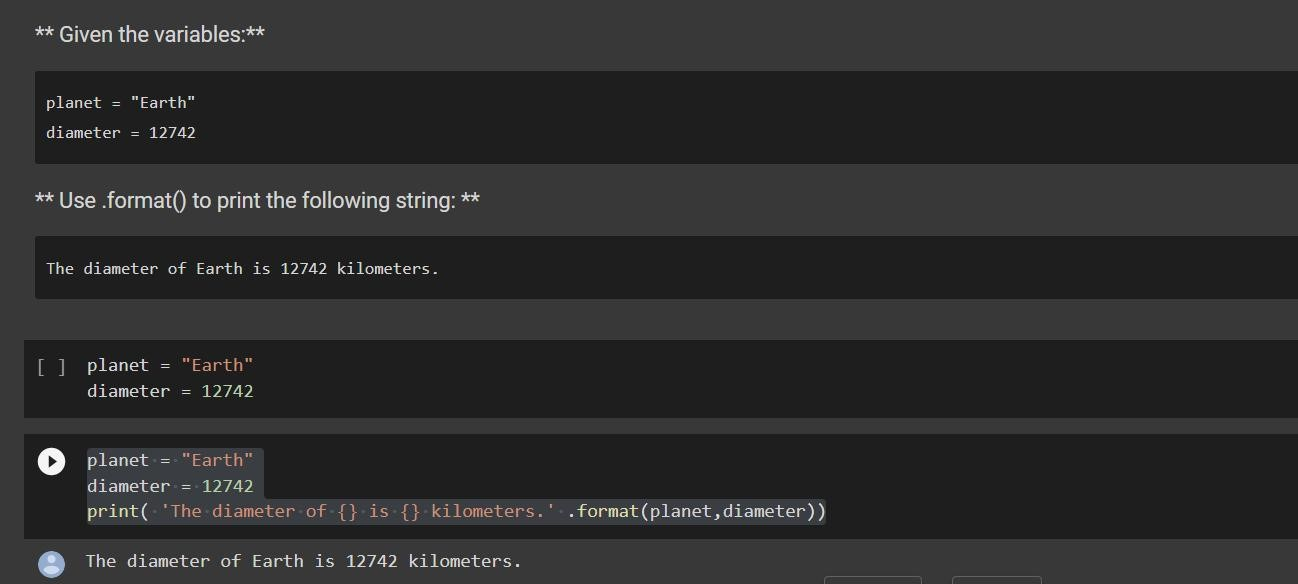 ** Given the variables:**
planet = "Earth"
diameter = 12742
** Use .format() to print the following string: **
The diameter of Earth is 12742 kilometers.
[ ] planet = "Earth"
diameter = 12742
planet = "Earth"
diameter = 12742
print( 'The diameter of {} is {} kilometers.' .format(planet,diameter))
The diameter of Earth is 12742 kilometers.